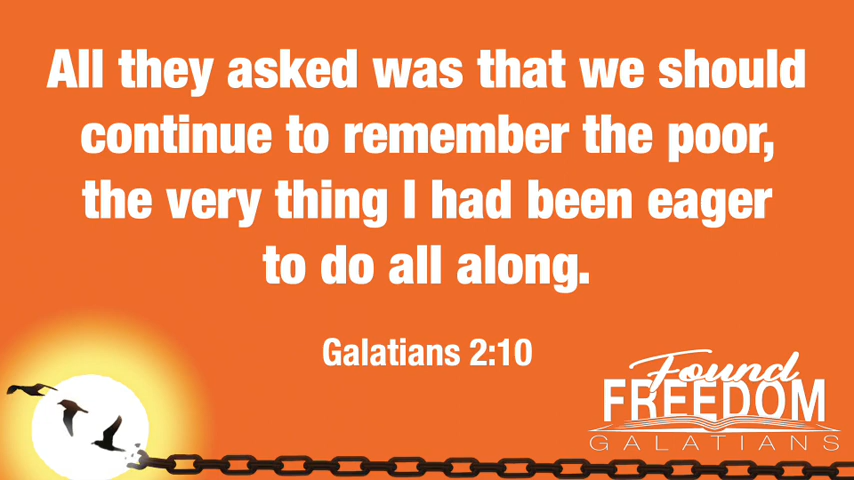 All they asked was that we should
continue to remember the poor,
the very thing I had been eager
to do all along.
Galatians 2:10
Found
FREEDOM
GALATIANS